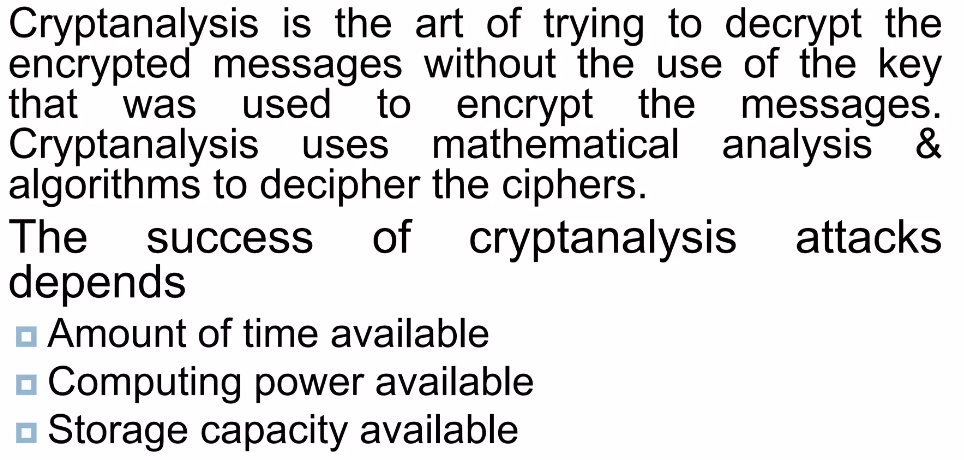 Cryptanalysis is the art of trying to decrypt the
encrypted messages without the use of the key
that was used to encrypt the messages.
Cryptanalysis uses mathematical analysis &
algorithms to decipher the ciphers.
The success of cryptanalysis attacks
depends
Amount of time available
Computing power available
Storage capacity available